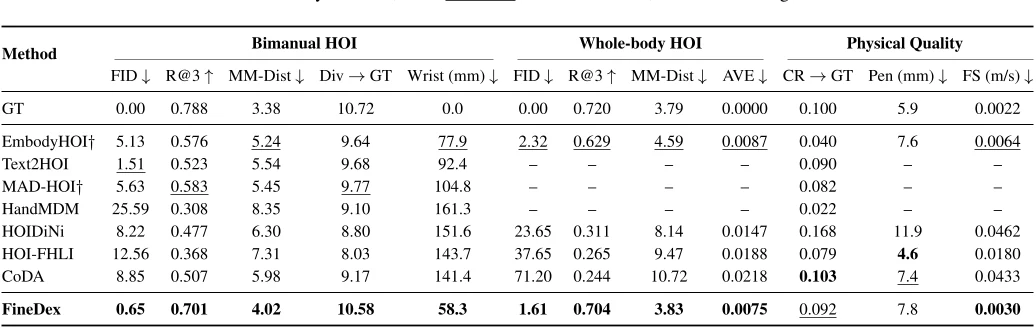 Method Bimanual HOI Whole-body HOI Physical Quality
FID ↓ R@3 ↑ MM-Dist ↓ Div → GT Wrist (mm) ↓ FID ↓ R@3 ↑ MM-Dist ↓ AVE ↓ CR → GT Pen (mm) ↓ FS (m/s) ↓
GT 0.00 0.788 3.38 10.72 0.0 0.00 0.720 3.79 0.0000 0.100 5.9 0.0022
EmbodyHOI† 5.13 0.576 5.24 9.64 77.9 2.32 0.629 4.59 0.0087 0.040 7.6 0.0064
Text2HOI 1.51 0.523 5.54 9.68 92.4 – – – – 0.090 – –
MAD-HOI† 5.63 0.583 5.45 9.77 104.8 – – – – 0.082 – –
HandMDM 25.59 0.308 8.35 9.10 161.3 – – – – 0.022 – –
HOIDiNi 8.22 0.477 6.30 8.80 151.6 23.65 0.311 8.14 0.0147 0.168 11.9 0.0462
HOI-FHLI 12.56 0.368 7.31 8.03 143.7 37.65 0.265 9.47 0.0188 0.079 4.6 0.0180
CoDA 8.85 0.507 5.98 9.17 141.4 71.20 0.244 10.72 0.0218 0.103 7.4 0.0433
FineDex 0.65 0.701 4.02 10.58 58.3 1.61 0.704 3.83 0.0075 0.092 7.8 0.0030